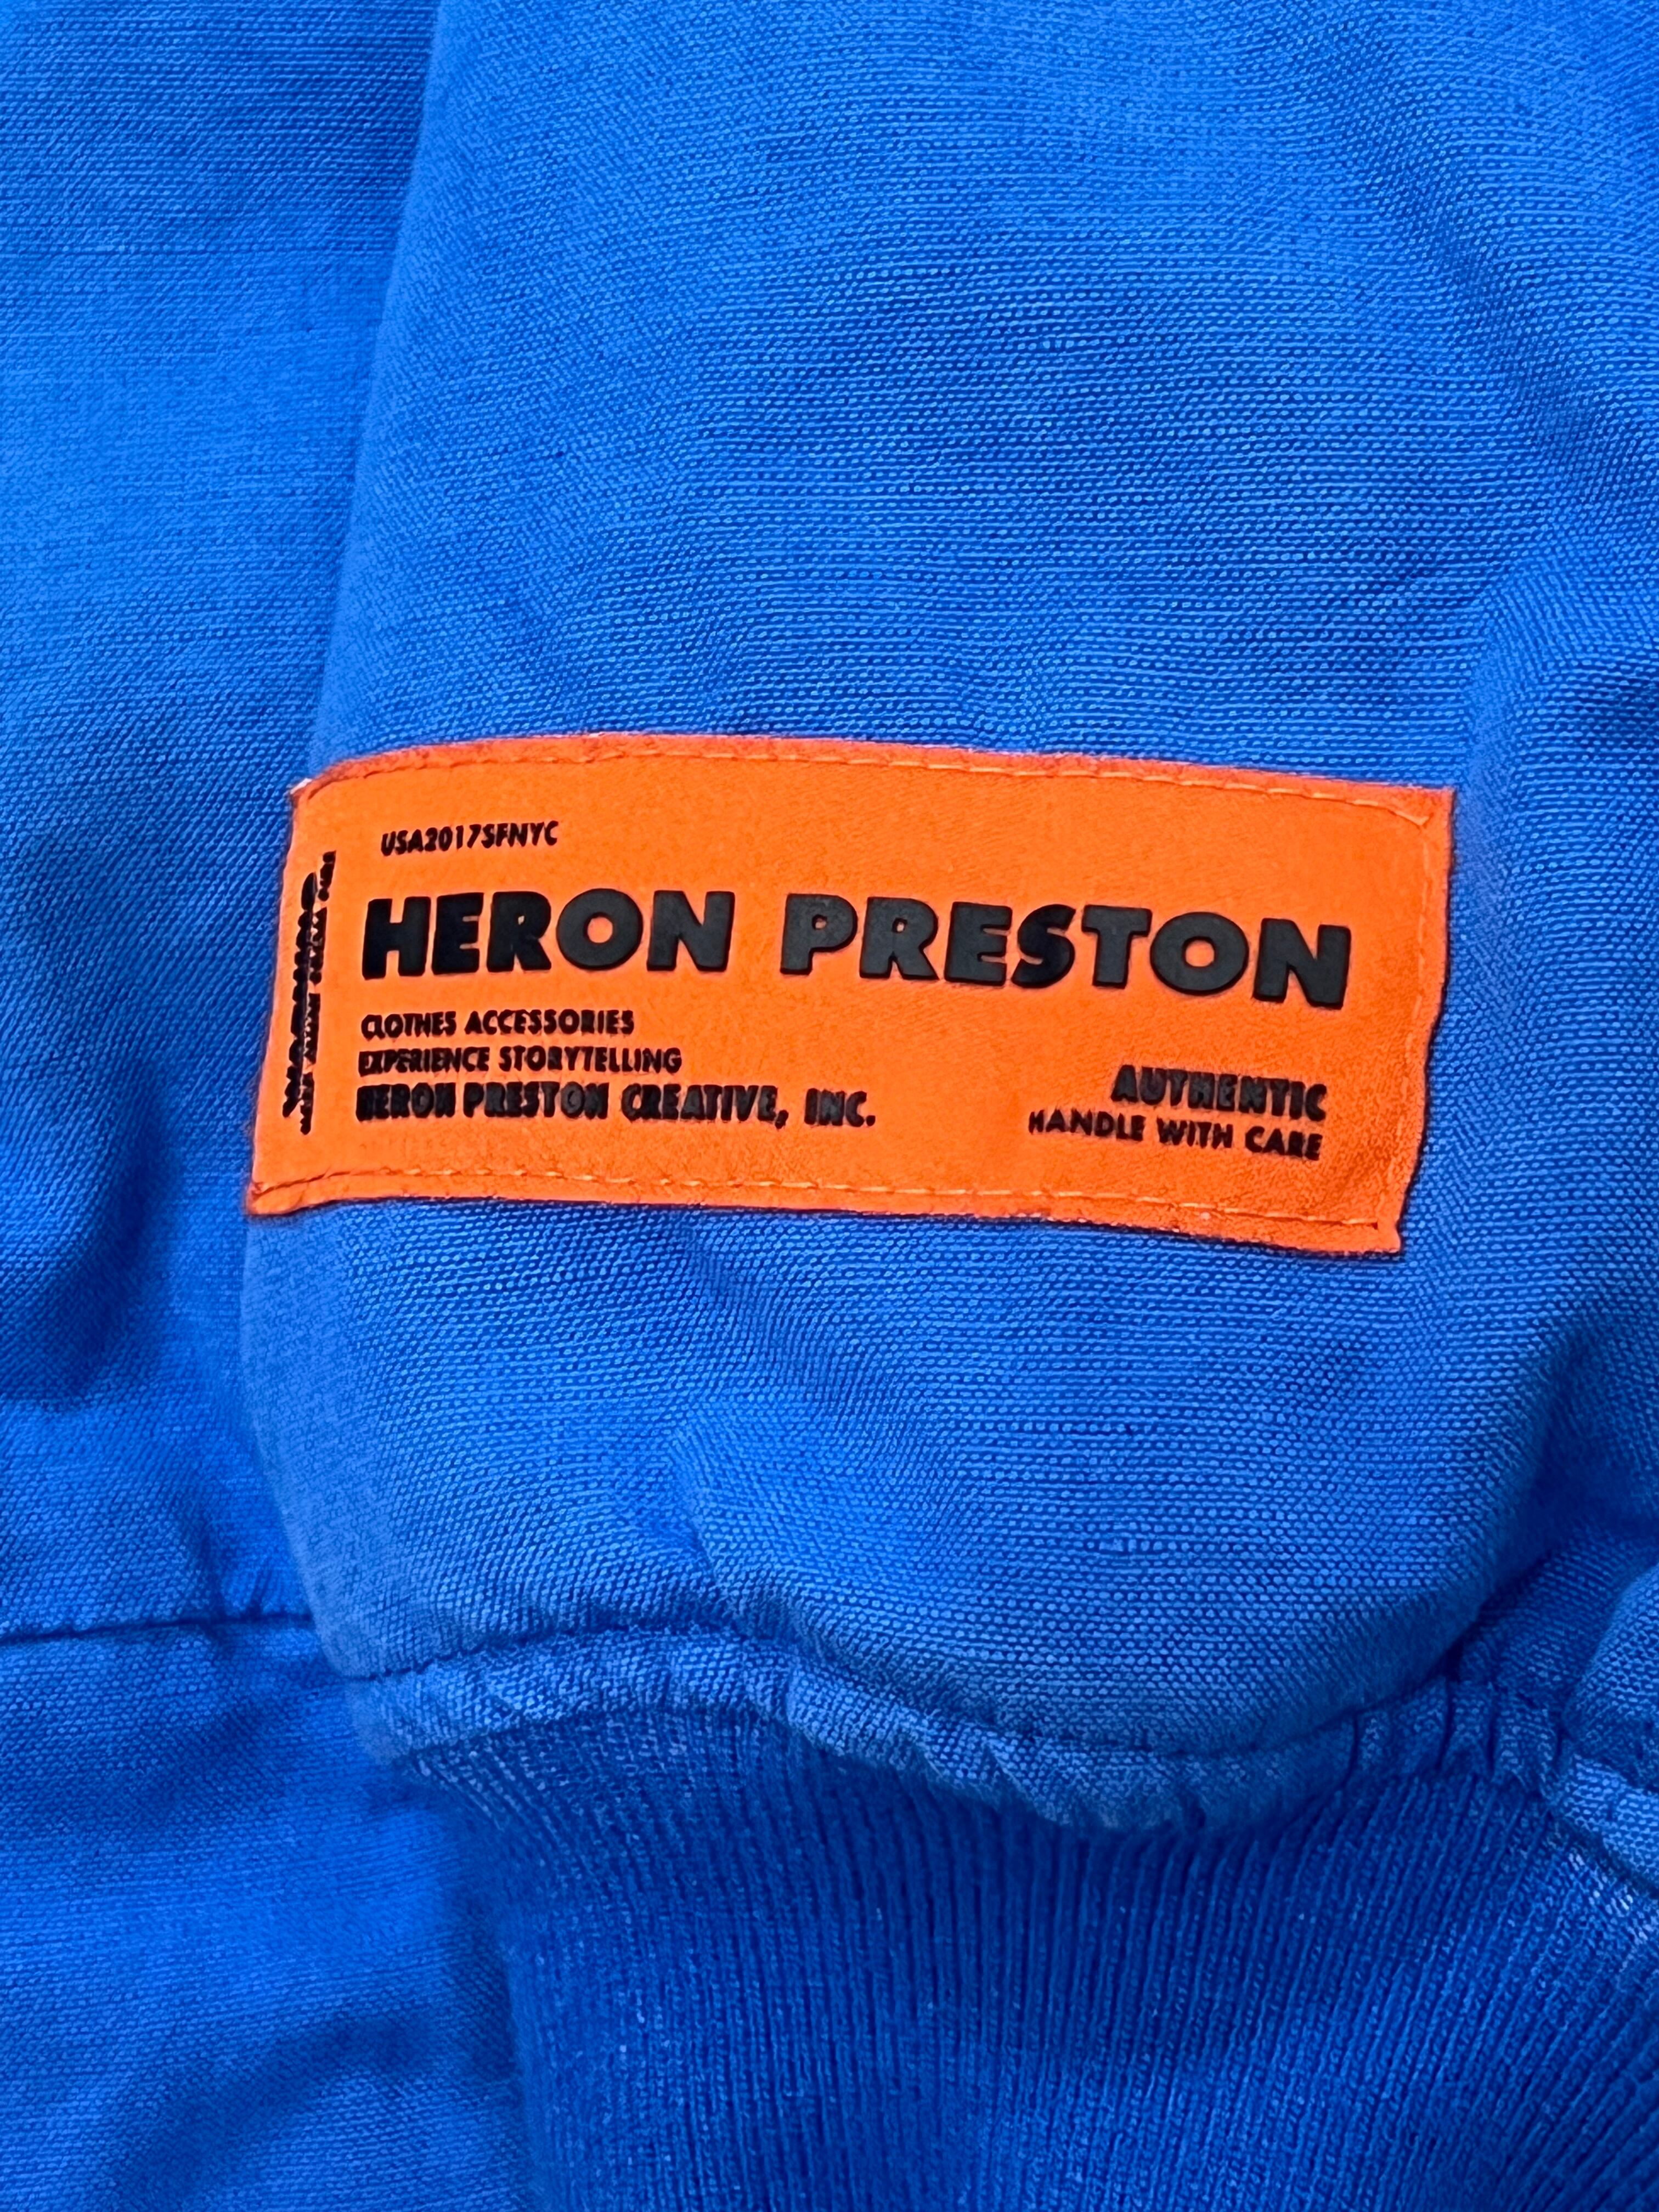 USA2017SFNYC
HERON PRESTON
CLOTHES ACCESSORIES
EXPERIENCE STORYTELLING
HERON PRESTON CREATIVE, INC.
AUTHENTIC
HANDLE WITH CARE